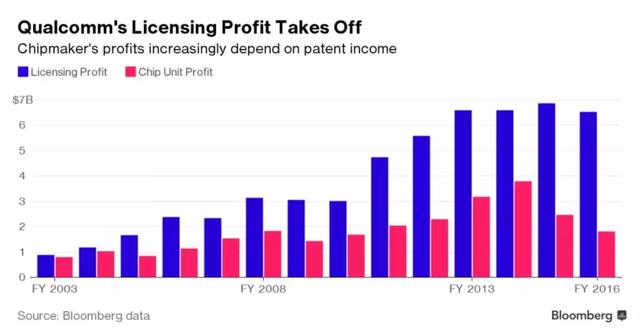 Qualcomm's Licensing Profit Takes Off
Chipmaker's profits increasingly depend on patent income
Licensing Profit Chip Unit Profit
$7B
6
5
4
3
2
1
0
FY 2003 FY 2008 FY 2013 FY 2016
Source: Bloomberg data Bloomberg